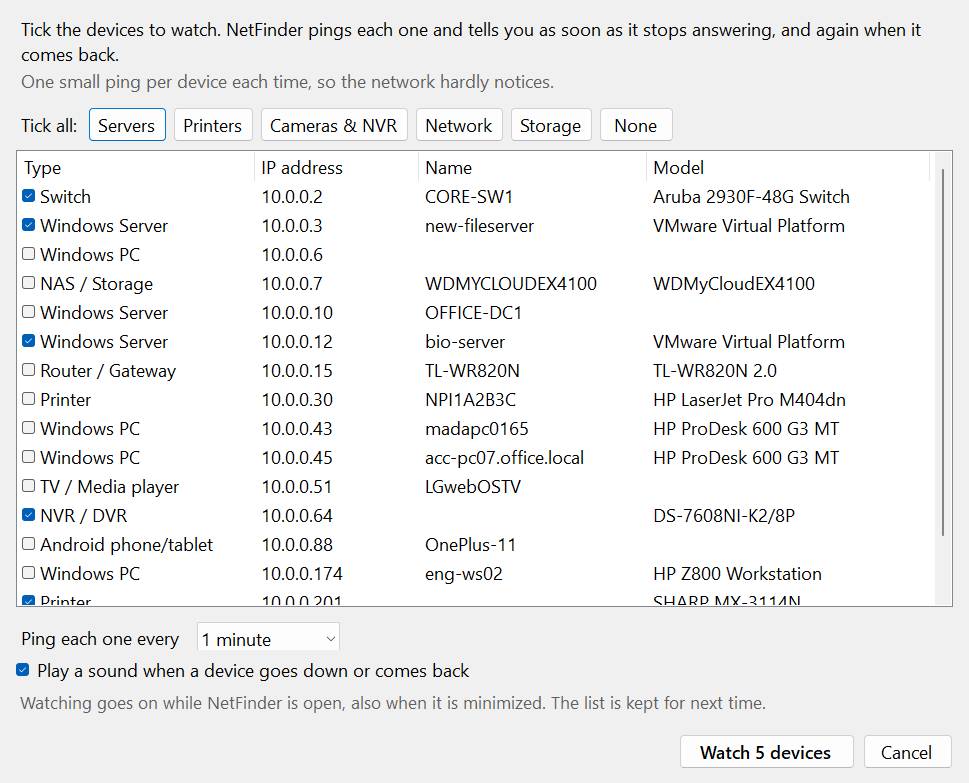 Tick the devices to watch. NetFinder pings each one and tells you as soon as it stops answering, and again when it
comes back.
One small ping per device each time, so the network hardly notices.
Tick all: Servers Printers Cameras & NVR Network Storage None
Type IP address Name Model
Switch 10.0.0.2 CORE-SW1 Aruba 2930F-48G Switch
Windows Server 10.0.0.3 new-fileserver VMware Virtual Platform
Windows PC 10.0.0.6
NAS / Storage 10.0.0.7 WDMYCLOUDEX4100 WDMyCloudEX4100
Windows Server 10.0.0.10 OFFICE-DC1
Windows Server 10.0.0.12 bio-server VMware Virtual Platform
Router / Gateway 10.0.0.15 TL-WR820N TL-WR820N 2.0
Printer 10.0.0.30 NPI1A2B3C HP LaserJet Pro M404dn
Windows PC 10.0.0.43 madapc0165 HP ProDesk 600 G3 MT
Windows PC 10.0.0.45 acc-pc07.office.local HP ProDesk 600 G3 MT
TV / Media player 10.0.0.51 LGwebOSTV
NVR / DVR 10.0.0.64 DS-7608NI-K2/8P
Android phone/tablet 10.0.0.88 OnePlus-11
Windows PC 10.0.0.174 eng-ws02 HP Z800 Workstation
Printer 10.0.0.201 SHARP MX-3114N
Ping each one every 1 minute
Play a sound when a device goes down or comes back
Watching goes on while NetFinder is open, also when it is minimized. The list is kept for next time.
Watch 5 devices Cancel